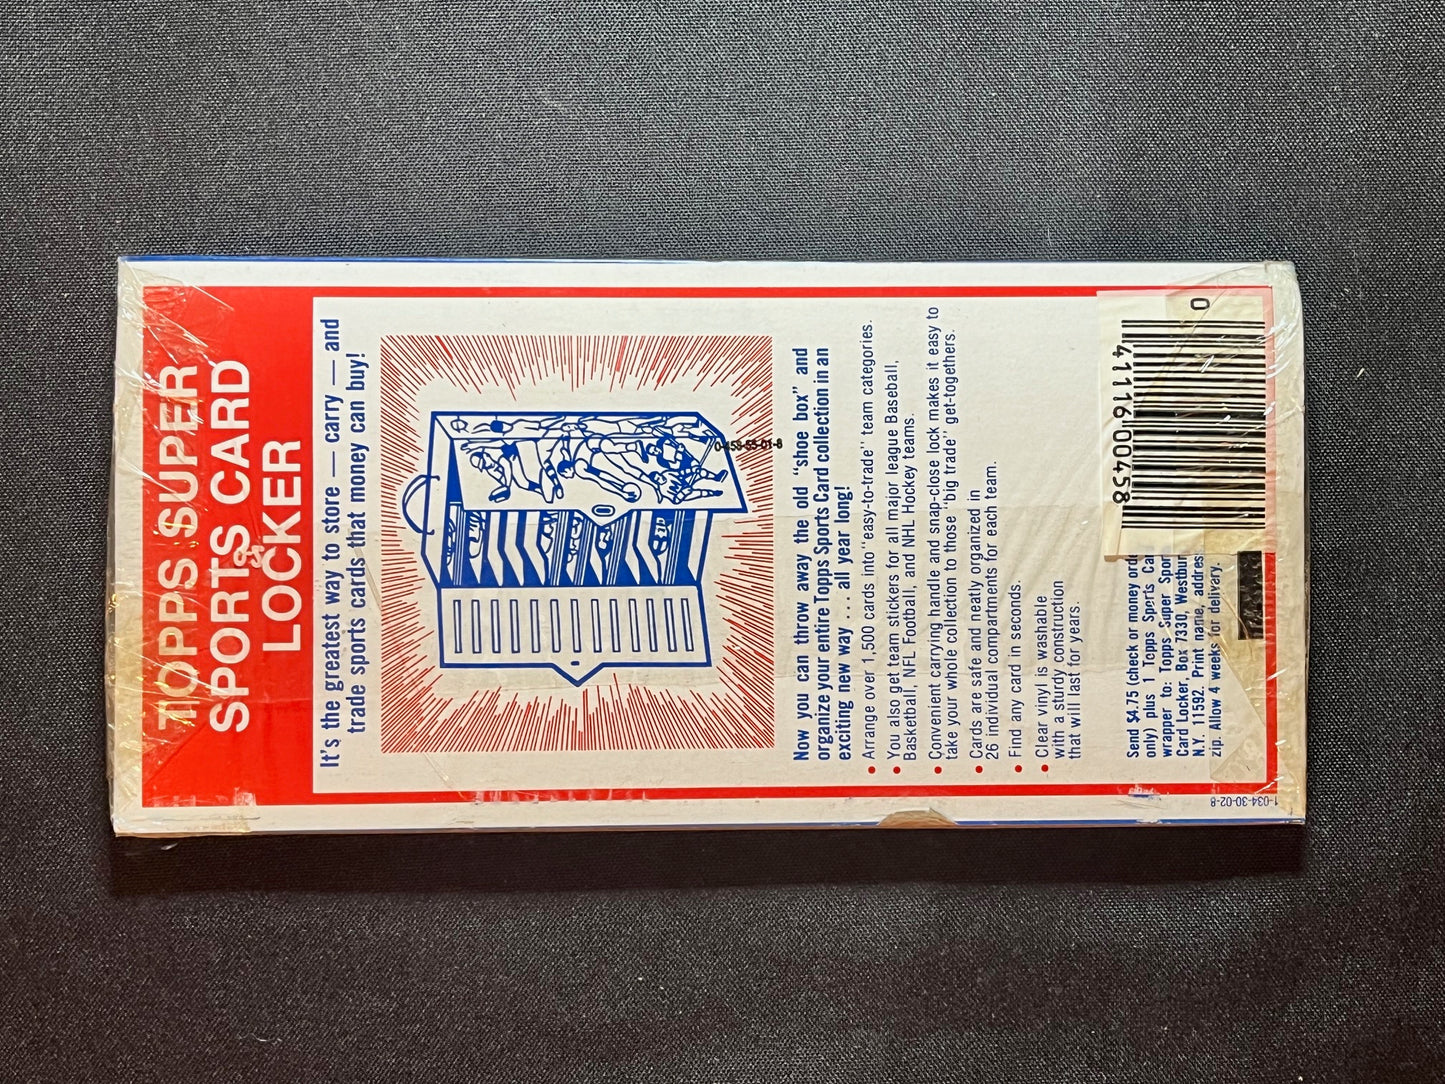 TOPPS SUPER
SPORTS CARD
LOCKER
It's the greatest way to store — carry — and
trade sports cards that money can buy!
0-458-55-01-8
Now you can throw away the old "shoe box" and
organize your entire Topps Sports Card collection in an
exciting new way . . . all year long!
• Arrange over 1,500 cards into "easy-to-trade" team categories.
• You also get team stickers for all major league Baseball,
Basketball, NFL Football, and NHL Hockey teams.
• Convenient carrying handle and snap-close lock makes it easy to
take your whole collection to those "big trade" get-togethers.
• Cards are safe and neatly organized in
26 individual compartments for each team.
• Find any card in seconds.
• Clear vinyl is washable
with a sturdy construction
that will last for years.
Send $4.75 (check or money orde
only) plus 1 Topps Sports Ca
wrapper to: Topps Super Spor
Card Locker, Box 7330, Westbur
N.Y. 11592. Print name, address
zip. Allow 4 weeks for delivery.
0 41116 00458
1-034-30-02-8